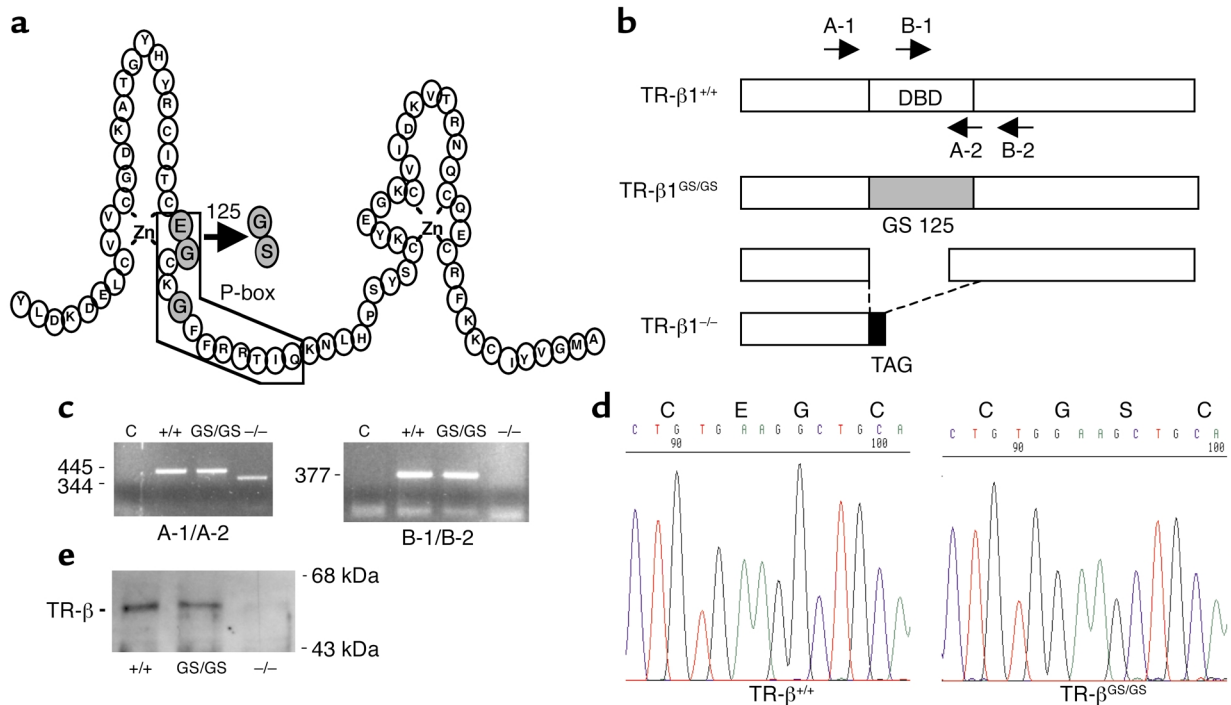 a
Y L D K D E L C V V C G D K A T G Y H Y R C I T C E G C K G F F R R T I Q K N L H P S Y S C K Y E G K C V I D K V T R N Q C Q E C R F K K C I Y V G M A
Zn
125
G
S
P-box
Zn
b
A-1 B-1
TR-β1+/+
DBD
A-2 B-2
TR-β1GS/GS
GS 125
TR-β1−/−
TAG
c
C +/+ GS/GS −/−
445 -
344 -
A-1/A-2
C +/+ GS/GS −/−
377 -
B-1/B-2
d
C E G C
C T G T G A A G G C T G C A
90 100
TR-β+/+
C G S C
C T G T G G A A G C T G C A
90 100
TR-βGS/GS
e
TR-β -
- 68 kDa
- 43 kDa
+/+ GS/GS −/−